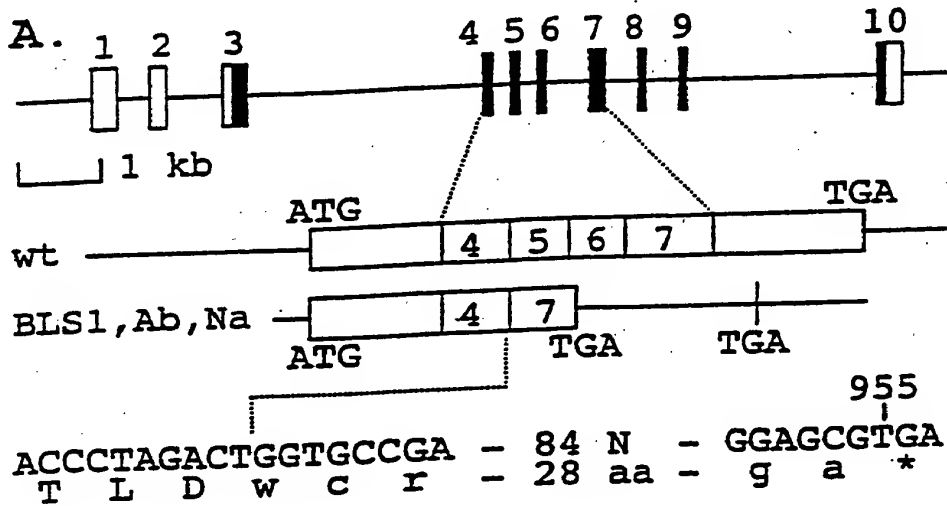 A.
1 2 3 4 5 6 7 8 9 10
1 kb
ATG TGA
wt 4 5 6 7
BLS1,Ab,Na 4 7
ATG TGA TGA
955
ACCCTAGACTGGTGCCGA - 84 N - GGAGCGTGA
T L D w c r - 28 aa - g a *